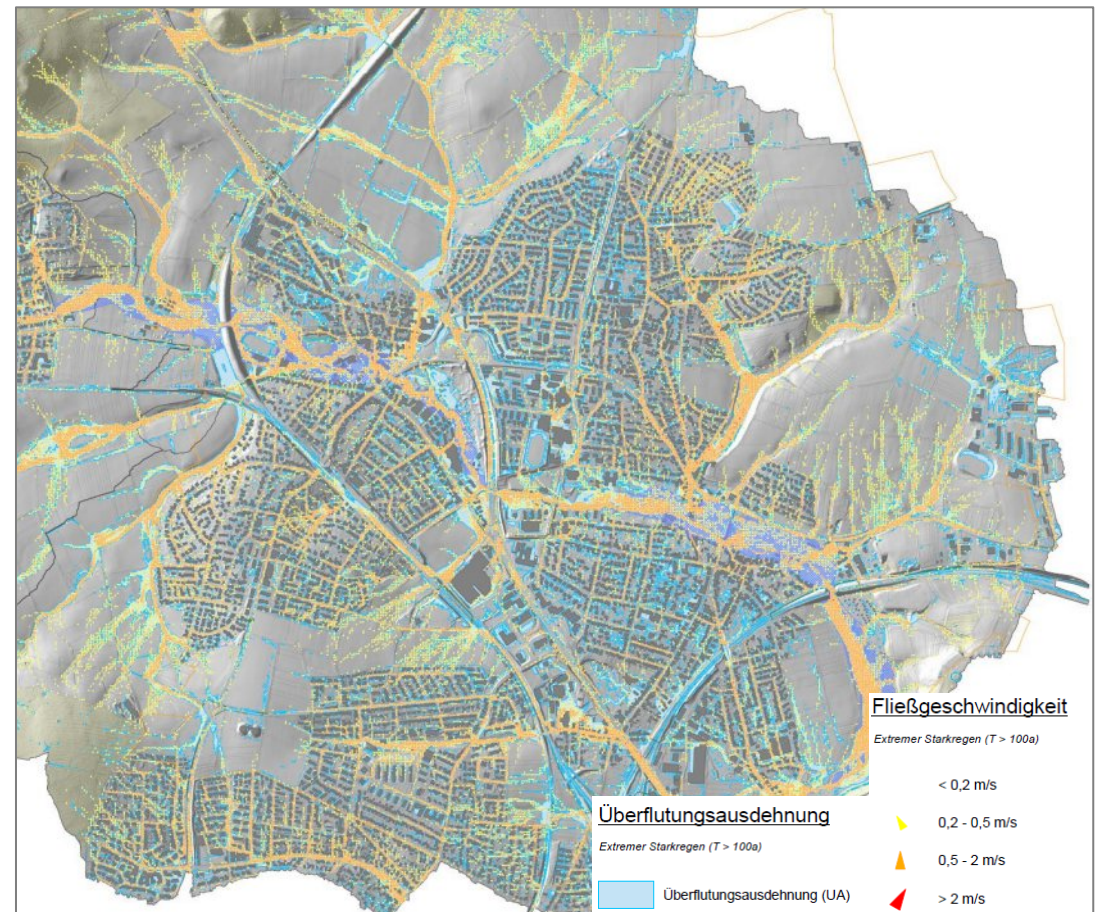 Fließgeschwindigkeit
Extremer Starkregen (T > 100a)
< 0,2 m/s
0,2 - 0,5 m/s
0,5 - 2 m/s
> 2 m/s
Überflutungsausdehnung
Extremer Starkregen (T > 100a)
Überflutungsausdehnung (UA)